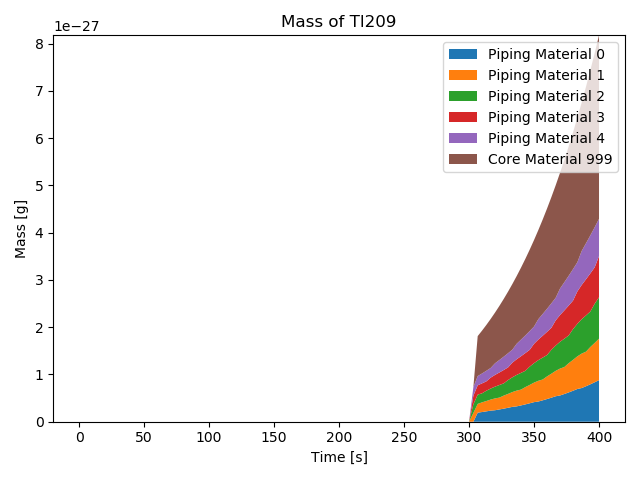 Mass of Tl209
1e−27
Piping Material 0
Piping Material 1
Piping Material 2
Piping Material 3
Piping Material 4
Core Material 999
8
7
6
5
4
3
2
1
0
Mass [g]
0 50 100 150 200 250 300 350 400
Time [s]